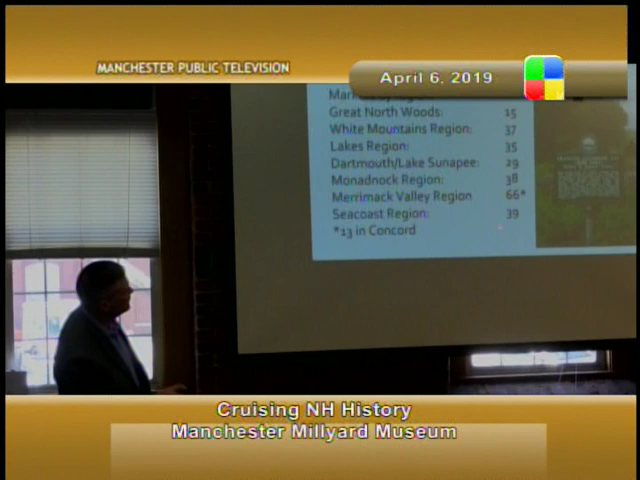 MANCHESTER PUBLIC TELEVISION
April 6, 2019
Great North Woods: 15
White Mountains Region: 37
Lakes Region: 35
Dartmouth/Lake Sunapee: 29
Monadnock Region: 38
Merrimack Valley Region 66*
Seacoast Region: 39
*13 in Concord
Cruising NH History
Manchester Millyard Museum